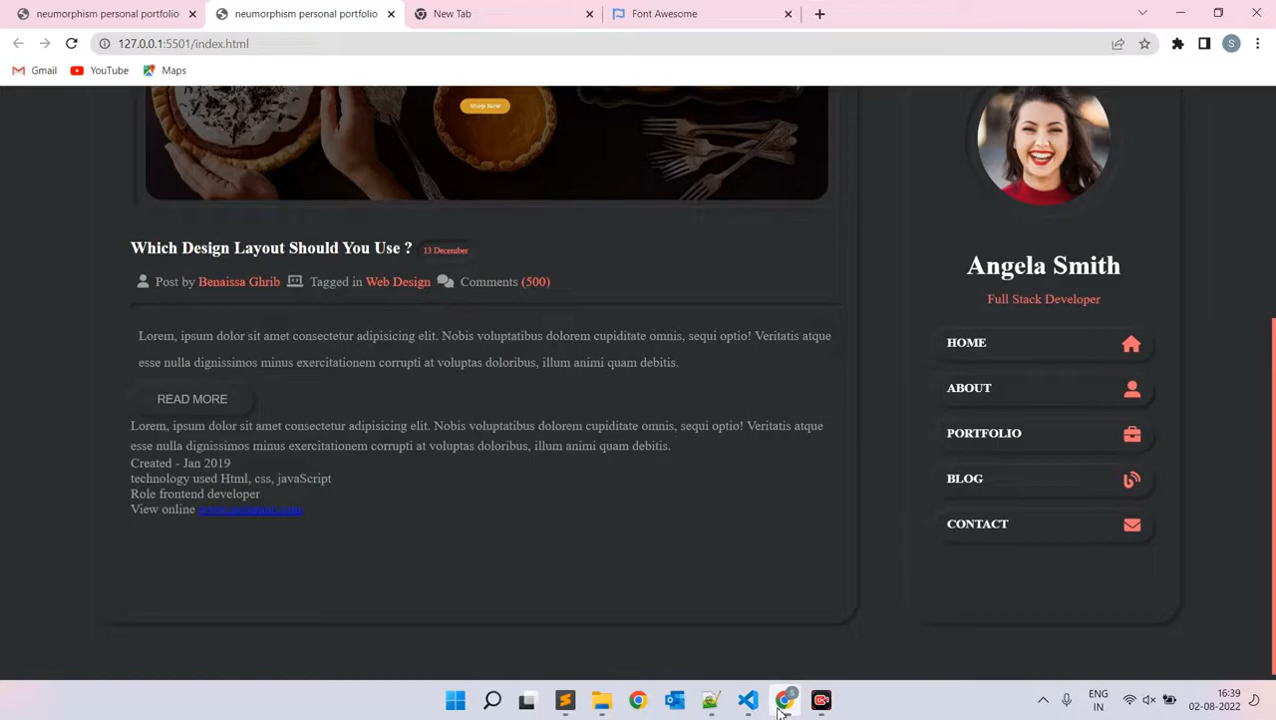 neumorphism personal portfolio
neumorphism personal portfolio
New Tab
Font Awesome
127.0.0.1:5501/index.html
S
Gmail
YouTube
Maps
Shop Now
Which Design Layout Should You Use ? 13 December
Post by Benaissa Ghrib Tagged in Web Design Comments (500)
Lorem, ipsum dolor sit amet consectetur adipisicing elit. Nobis voluptatibus dolorem cupiditate omnis, sequi optio! Veritatis atque
esse nulla dignissimos minus exercitationem corrupti at voluptas doloribus, illum animi quam debitis.
READ MORE
Lorem, ipsum dolor sit amet consectetur adipisicing elit. Nobis voluptatibus dolorem cupiditate omnis, sequi optio! Veritatis atque
esse nulla dignissimos minus exercitationem corrupti at voluptas doloribus, illum animi quam debitis.
Created - Jan 2019
technology used Html, css, javaScript
Role frontend developer
View online
Angela Smith
Full Stack Developer
HOME
ABOUT
PORTFOLIO
BLOG
CONTACT
S
ENG
IN
16:39
02-08-2022